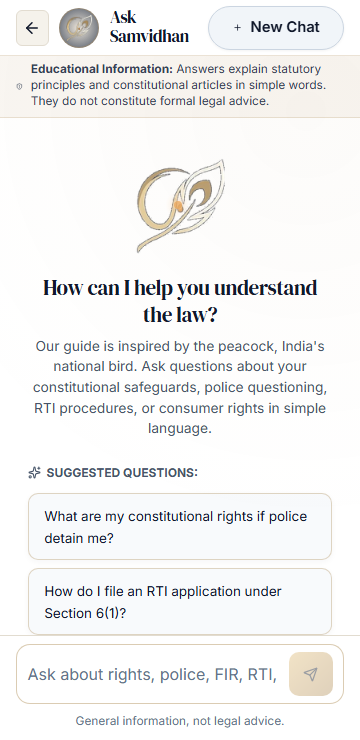 Ask
Samvidhan
+ New Chat
Educational Information: Answers explain statutory
principles and constitutional articles in simple words.
They do not constitute formal legal advice.
How can I help you understand
the law?
Our guide is inspired by the peacock, India's
national bird. Ask questions about your
constitutional safeguards, police questioning,
RTI procedures, or consumer rights in simple
language.
SUGGESTED QUESTIONS:
What are my constitutional rights if police
detain me?
How do I file an RTI application under
Section 6(1)?
Ask about rights, police, FIR, RTI,
General information, not legal advice.